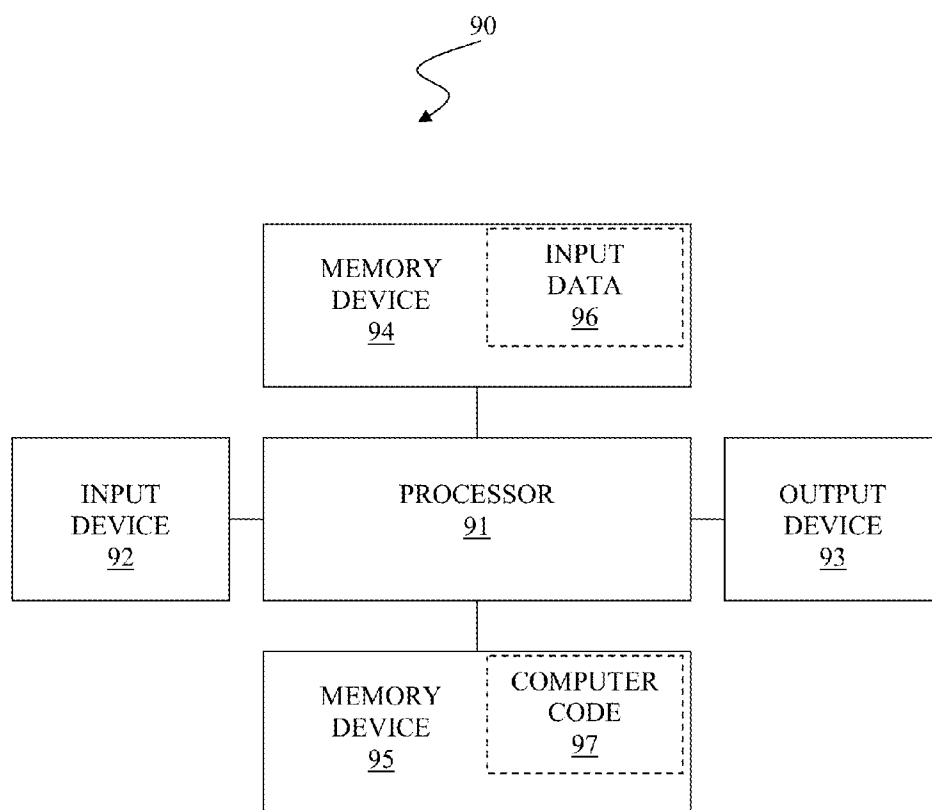 90
MEMORY
DEVICE
94
INPUT
DATA
96
INPUT
DEVICE
92
PROCESSOR
91
OUTPUT
DEVICE
93
MEMORY
DEVICE
95
COMPUTER
CODE
97